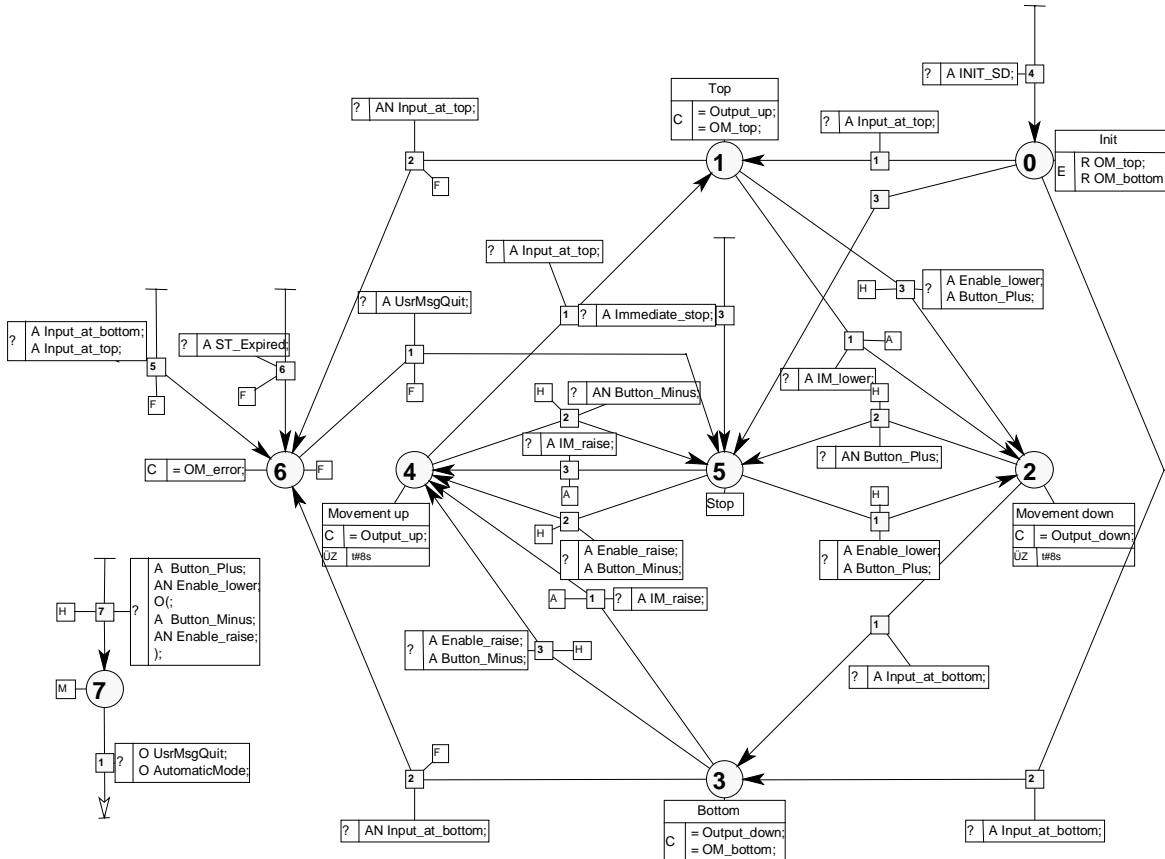 ? A INIT_SD; 4
Top
C = Output_up;
= OM_top;
? AN Input_at_top;
? A Input_at_top;
Init
E R OM_top;
R OM_bottom
2
F
1
1
0
3
? A Input_at_top;
? A Enable_lower;
A Button_Plus;
H 3
? A UsrMsgQuit;
1 ? A Immediate_stop; 3
? A Input_at_bottom;
A Input_at_top;
5
F
? A ST_Expired;
6
F
1
F
1 A
? A IM_lower;
H
H
? AN Button_Minus;
2
2
? A IM_raise;
? AN Button_Plus;
C = OM_error;
6
F
4
3
A
5
Stop
2
Movement up
C = Output_up;
ÜZ t#8s
2
H
? A Enable_raise;
A Button_Minus;
H
1
? A Enable_lower;
A Button_Plus;
Movement down
C = Output_down;
ÜZ t#8s
A 1 ? A IM_raise;
1
? A Enable_raise;
A Button_Minus;
3 H
? A Input_at_bottom;
H 7
? A Button_Plus;
AN Enable_lower;
O(;
A Button_Minus;
AN Enable_raise;
);
M 7
1 ? O UsrMsgQuit;
O AutomaticMode;
F
2
3
2
? AN Input_at_bottom;
Bottom
C = Output_down;
= OM_bottom;
? A Input_at_bottom;